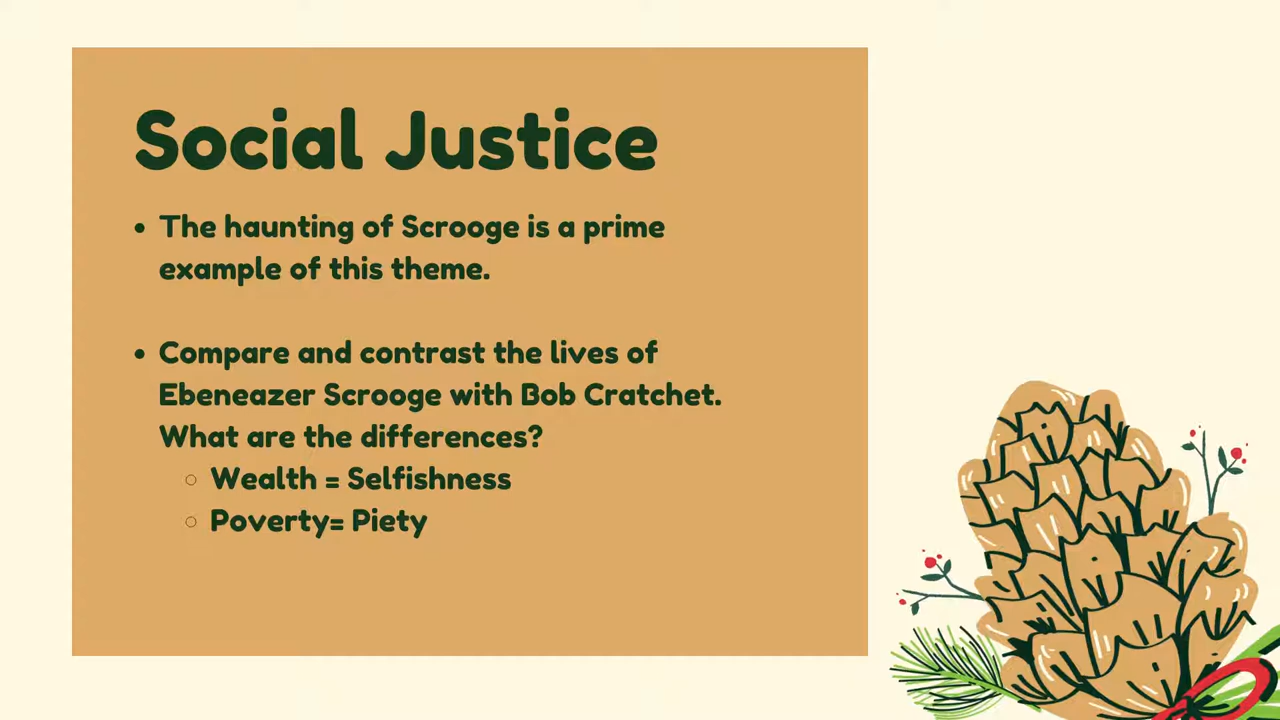 Social Justice
• The haunting of Scrooge is a prime
example of this theme.
• Compare and contrast the lives of
Ebeneazer Scrooge with Bob Cratchet.
What are the differences?
○ Wealth = Selfishness
○ Poverty= Piety